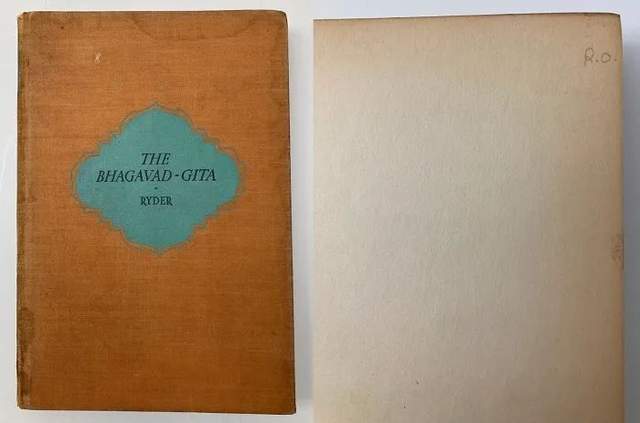 THE
BHAGAVAD-GITA
-
RYDER
R.O.